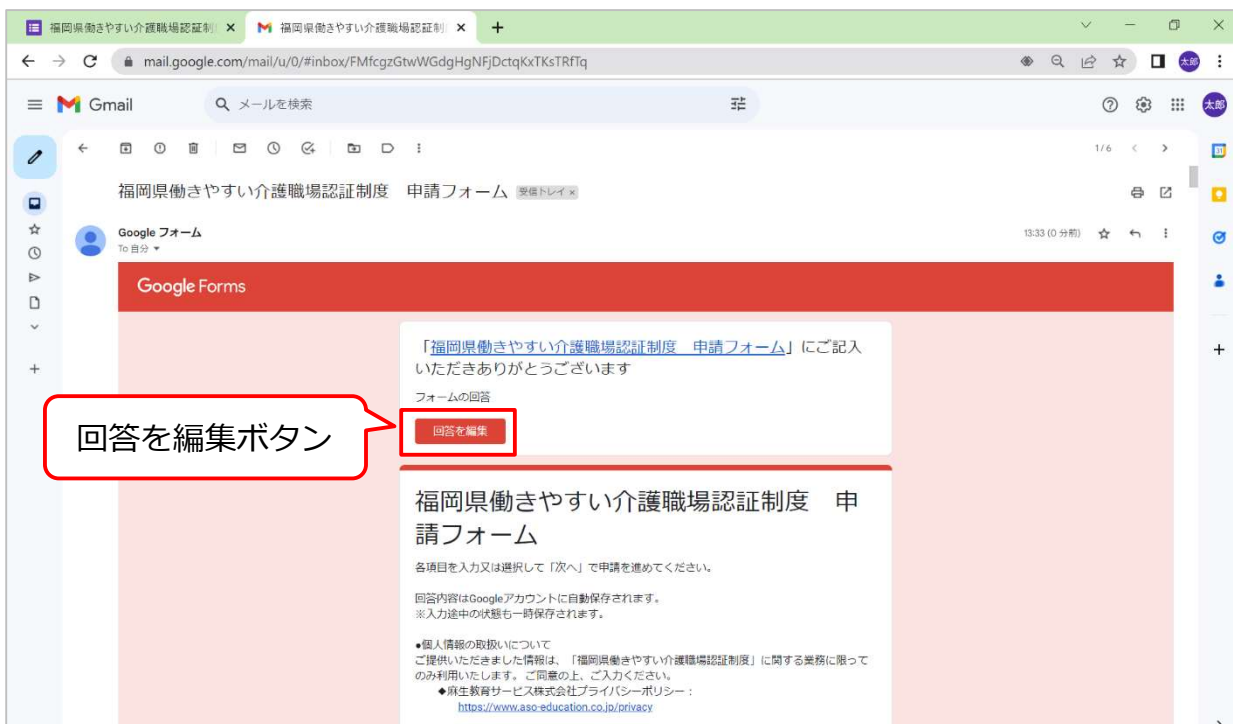 福岡県働きやすい介護職場認証制
福岡県働きやすい介護職場認証制
mail.google.com/mail/u/0/#inbox/FMfcgzGtwWGdgHgNFjDctqKxTKsTRfTq
太郎
Gmail
メールを検索
太郎
1/6
31
福岡県働きやすい介護職場認証制度　申請フォーム 受信トレイ ×
Google フォーム
13:33 (0 分前)
To 自分
Google Forms
「福岡県働きやすい介護職場認証制度　申請フォーム」にご記入
いただきありがとうございます
フォームの回答
回答を編集
回答を編集ボタン
福岡県働きやすい介護職場認証制度　申
請フォーム
各項目を入力又は選択して「次へ」で申請を進めてください。
回答内容はGoogleアカウントに自動保存されます。
※入力途中の状態も一時保存されます。
●個人情報の取扱いについて
ご提供いただきました情報は、「福岡県働きやすい介護職場認証制度」に関する業務に限って
のみ利用いたします。ご同意の上、ご入力ください。
◆麻生教育サービス株式会社プライバシーポリシー：
https://www.aso-education.co.jp/privacy